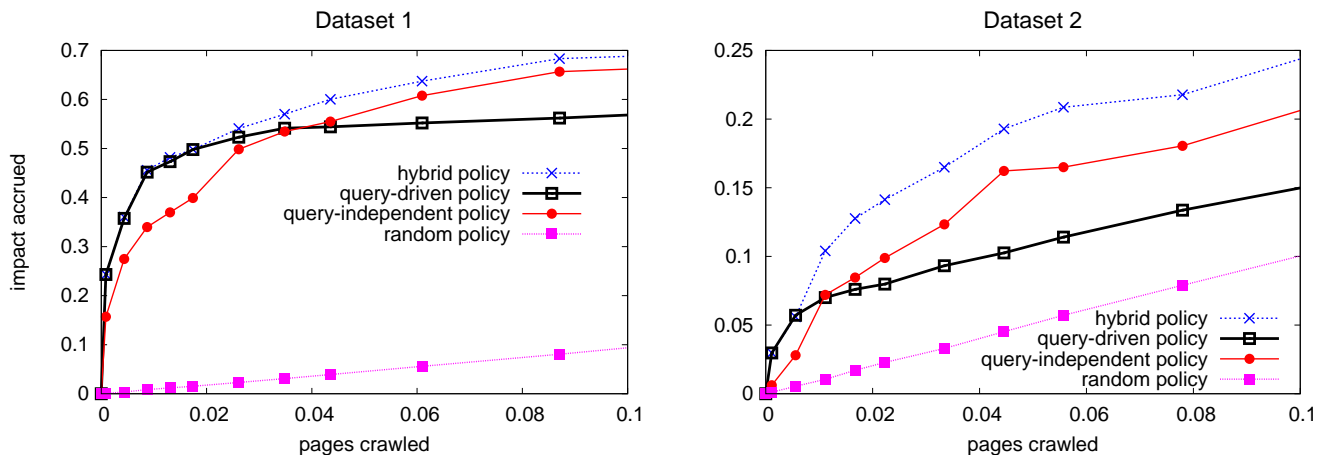 Dataset 1
0.7
0.6
0.5
0.4
0.3
0.2
0.1
0
impact accrued
hybrid policy
query-driven policy
query-independent policy
random policy
0 0.02 0.04 0.06 0.08 0.1
pages crawled
Dataset 2
0.25
0.2
0.15
0.1
0.05
0
hybrid policy
query-driven policy
query-independent policy
random policy
0 0.02 0.04 0.06 0.08 0.1
pages crawled